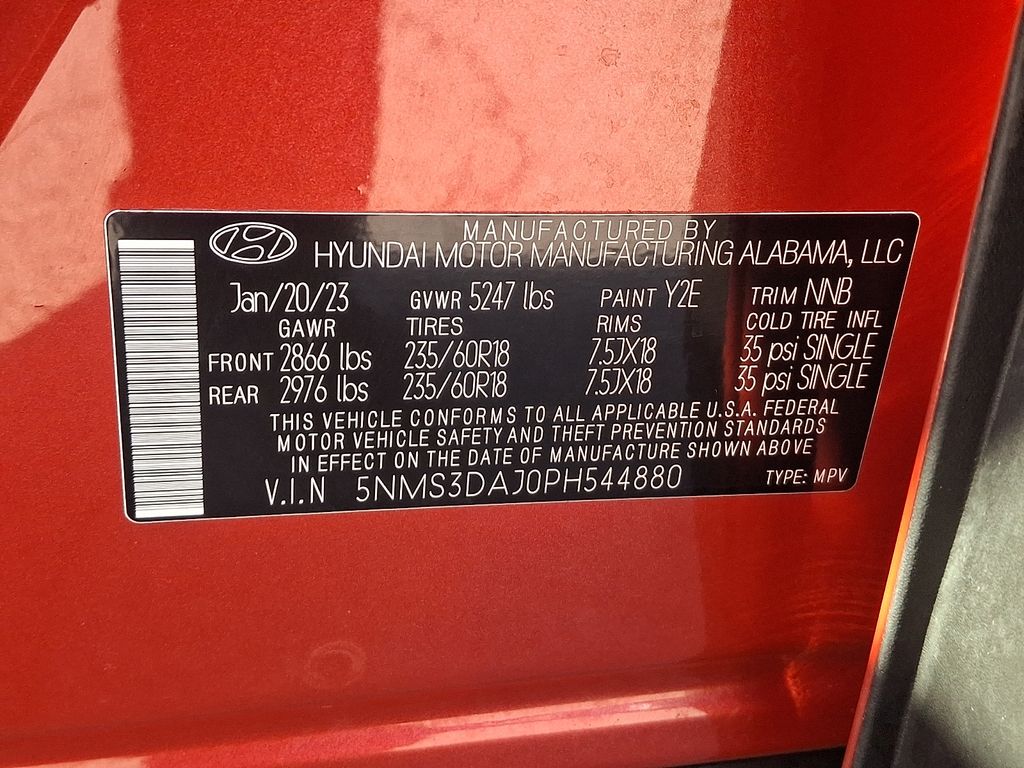 MANUFACTURED BY
HYUNDAI MOTOR MANUFACTURING ALABAMA, LLC
Jan/20/23 GVWR 5247 lbs PAINT Y2E TRIM NNB
GAWR TIRES RIMS COLD TIRE INFL
FRONT 2866 lbs 235/60R18 7.5JX18 35 psi SINGLE
REAR 2976 lbs 235/60R18 7.5JX18 35 psi SINGLE
THIS VEHICLE CONFORMS TO ALL APPLICABLE U.S.A. FEDERAL
MOTOR VEHICLE SAFETY AND THEFT PREVENTION STANDARDS
IN EFFECT ON THE DATE OF MANUFACTURE SHOWN ABOVE
V.I.N 5NMS3DAJ0PH544880 TYPE: MPV